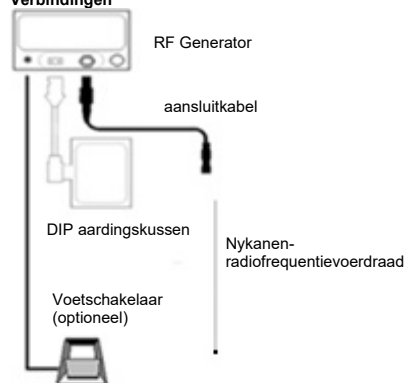 Verbindingen
RF Generator
aansluitkabel
DIP aardingskussen
Nykanen-
radiofrequentievoerdraad
Voetschakelaar
(optioneel)